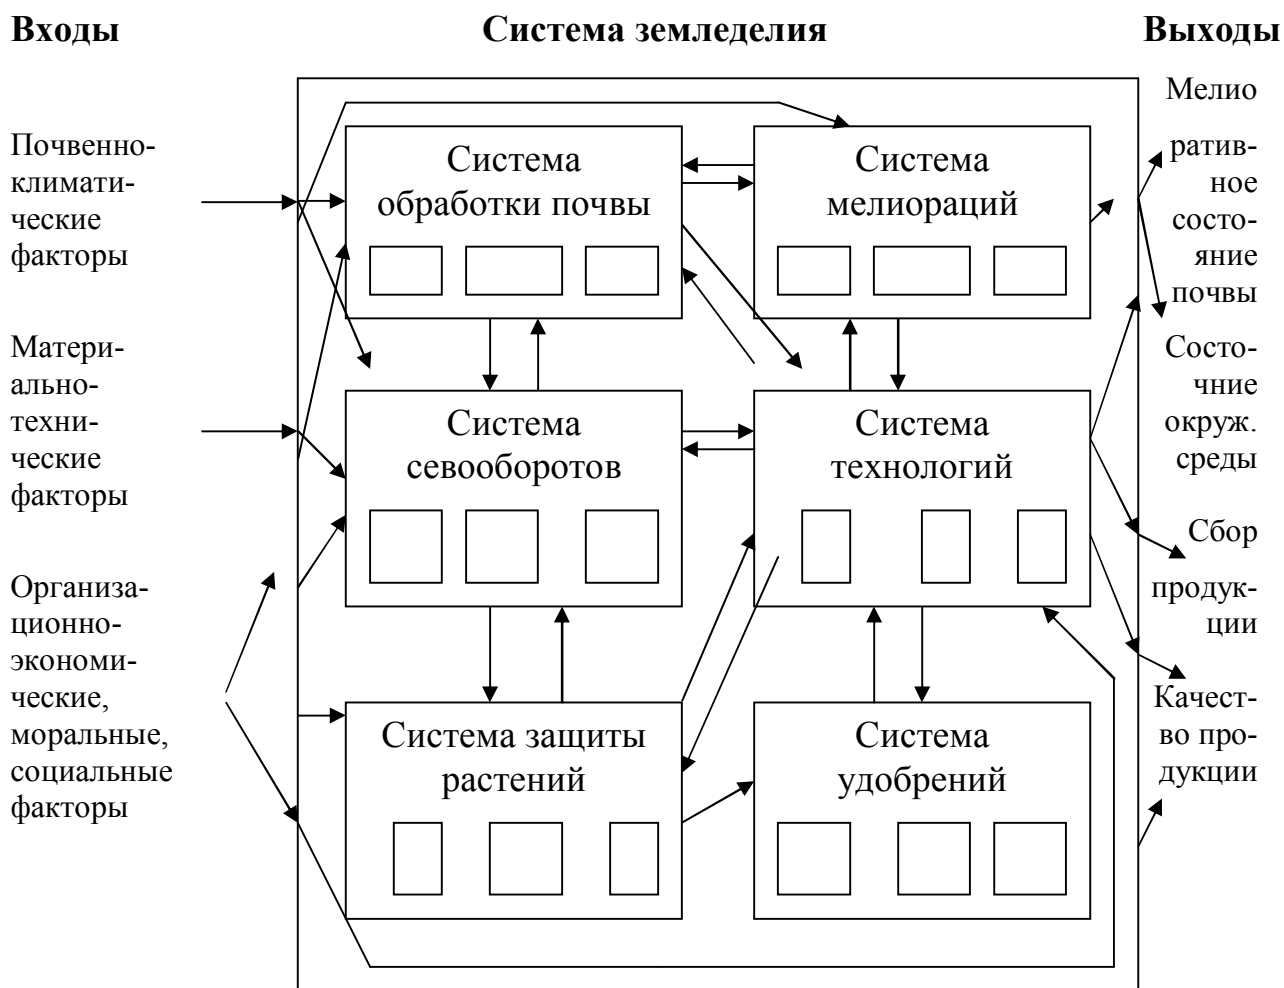 Входы
Система земледелия
Выходы
Почвенно-
климати-
ческие
факторы
Матери-
ально-
техни-
ческие
факторы
Организа-
ционно-
экономи-
ческие,
моральные,
социальные
факторы
Система
обработки почвы
Система
мелиораций
Система
севооборотов
Система
технологий
Система защиты
растений
Система
удобрений
Мелио
ратив-
ное
состо-
яние
почвы
Состо-
чние
окруж.
среды
Сбор
продук-
ции
Качест-
во про-
дукции